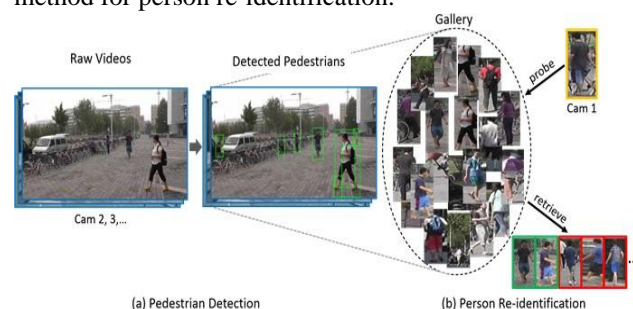 method for person re-identification.
Gallery
Raw Videos
Detected Pedestrians
probe
Cam 1
Cam 2, 3,...
retrieve
...
(a) Pedestrian Detection
(b) Person Re-identification